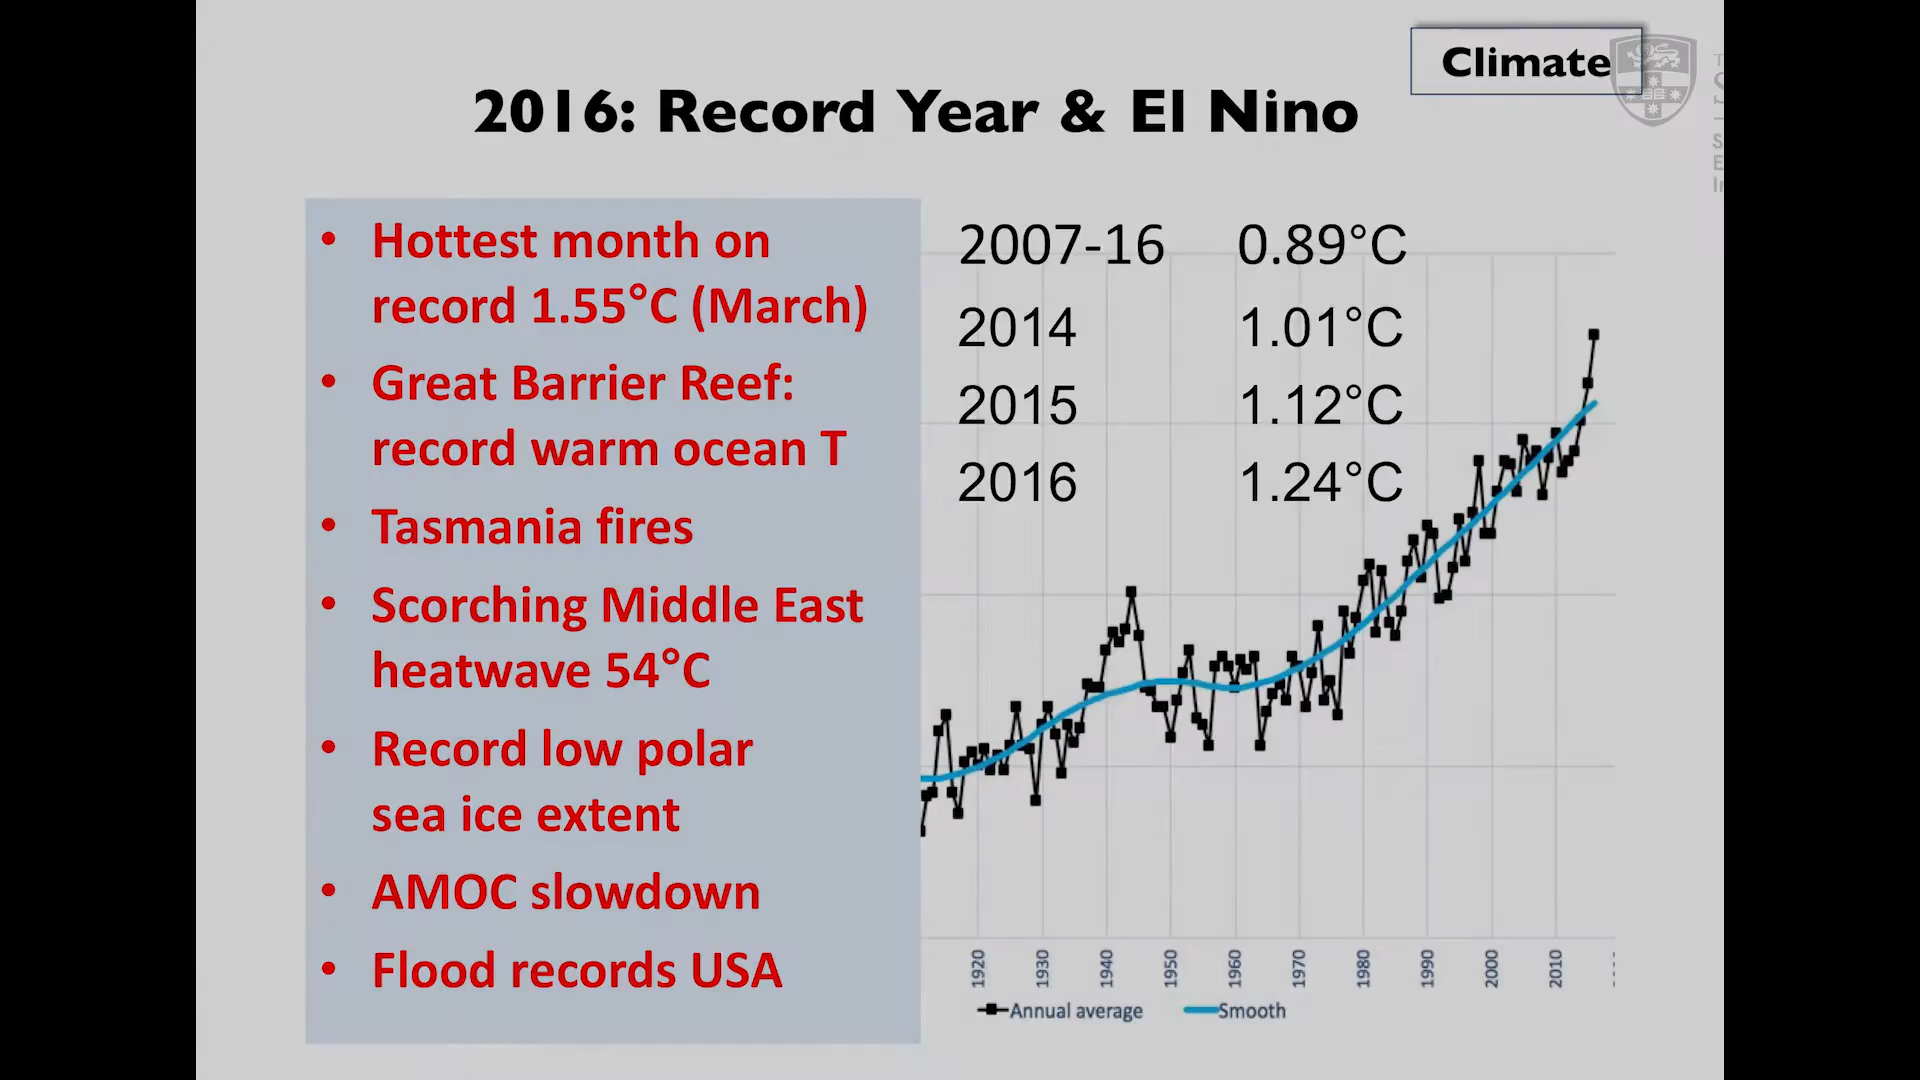 Climate
2016: Record Year & El Nino
• Hottest month on
record 1.55°C (March)
• Great Barrier Reef:
record warm ocean T
• Tasmania fires
• Scorching Middle East
heatwave 54°C
• Record low polar
sea ice extent
• AMOC slowdown
• Flood records USA
2007-16 0.89°C
2014 1.01°C
2015 1.12°C
2016 1.24°C
1920 1930 1940 1950 1960 1970 1980 1990 2000 2010
Annual average Smooth